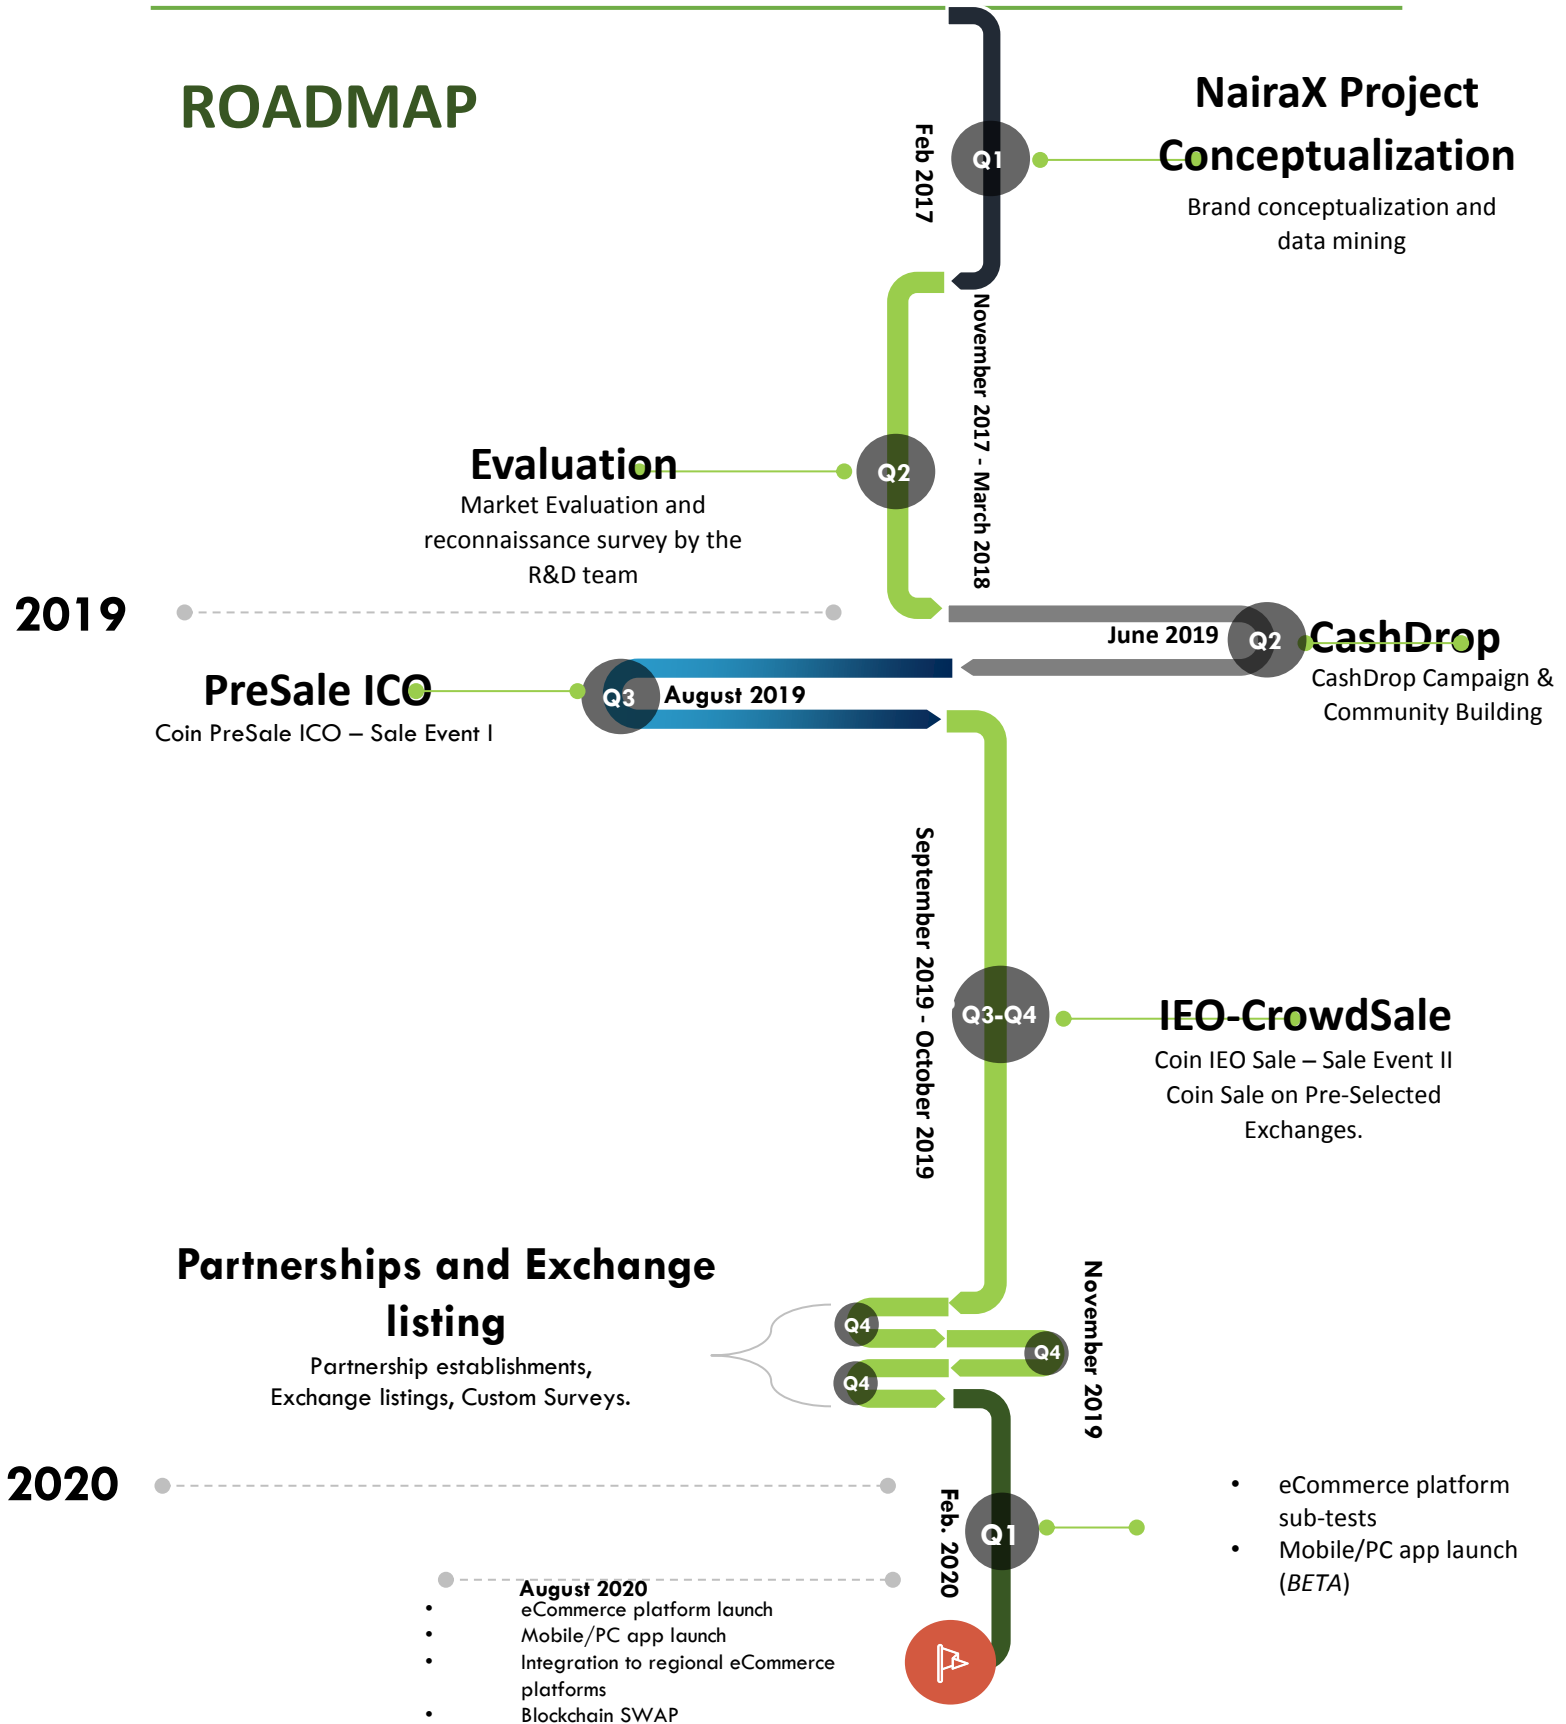 ROADMAP
NairaX Project
Conceptualization
Brand conceptualization and
data mining
Q1
Feb 2017
November 2017 - March 2018
Evaluation
Market Evaluation and
reconnaissance survey by the
R&D team
Q2
2019
June 2019
Q2
CashDrop
CashDrop Campaign &
Community Building
PreSale ICO
Coin PreSale ICO – Sale Event I
Q3
August 2019
September 2019 - October 2019
Q3-Q4
IEO-CrowdSale
Coin IEO Sale – Sale Event II
Coin Sale on Pre-Selected
Exchanges.
Partnerships and Exchange
listing
Partnership establishments,
Exchange listings, Custom Surveys.
Q4
Q4
Q4
November 2019
2020
Feb. 2020
Q1
• eCommerce platform
sub-tests
• Mobile/PC app launch
(BETA)
August 2020
• eCommerce platform launch
• Mobile/PC app launch
• Integration to regional eCommerce
platforms
• Blockchain SWAP